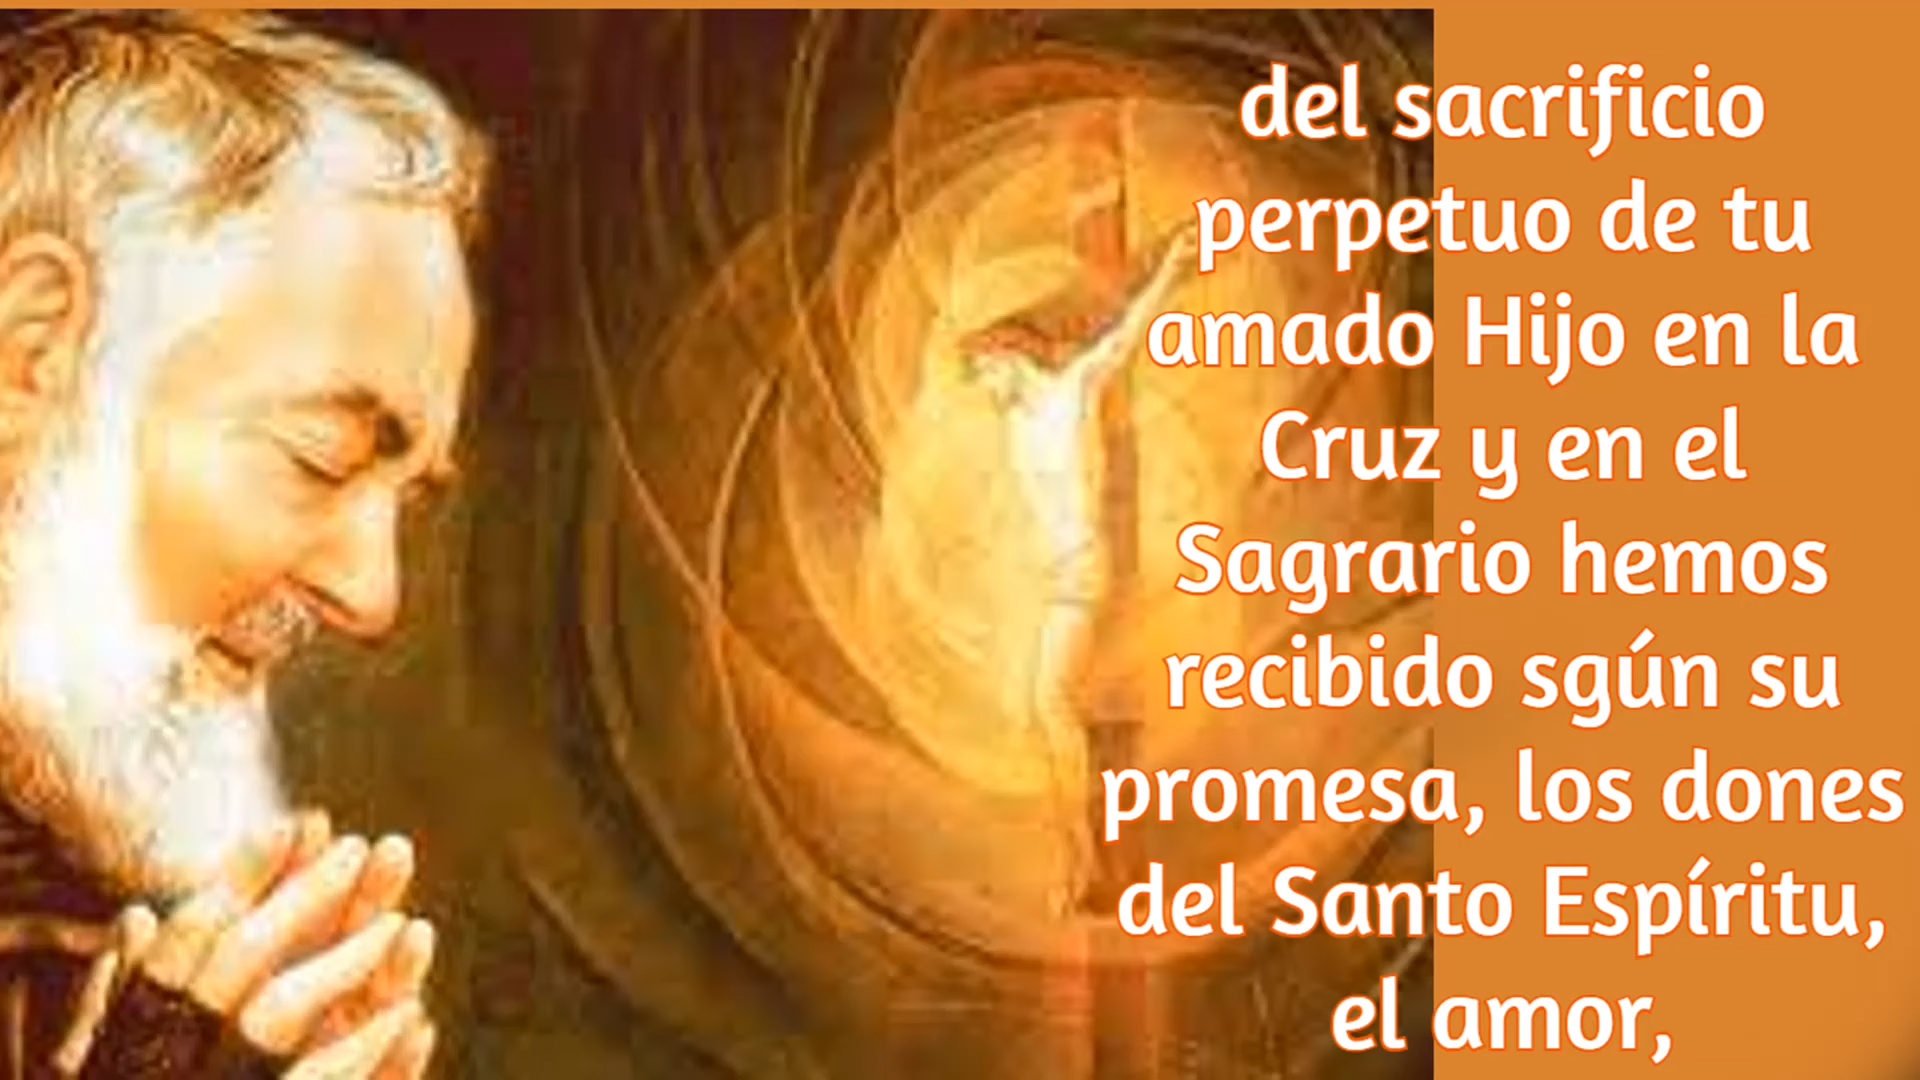 del sacrificio
perpetuo de tu
amado Hijo en la
Cruz y en el
Sagrario hemos
recibido sgún su
promesa, los dones
del Santo Espíritu,
el amor,